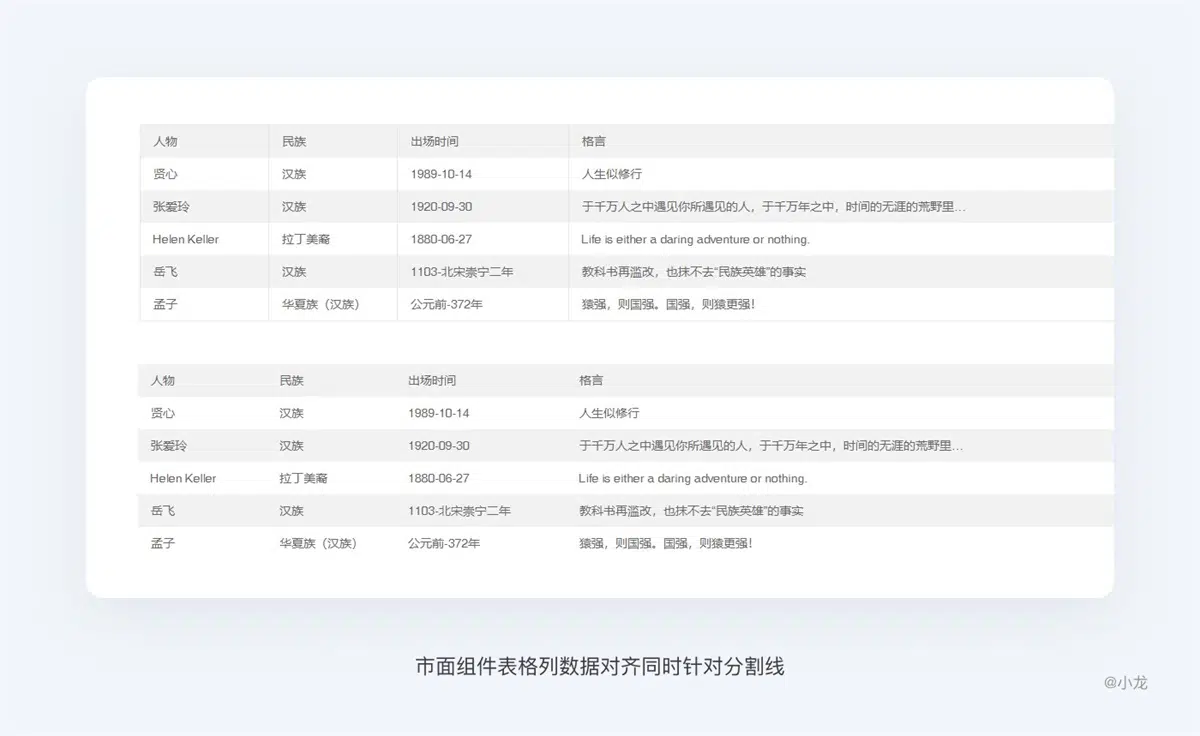 人物 民族 出场时间 格言
贤心 汉族 1989-10-14 人生似修行
张爱玲 汉族 1920-09-30 于千万人之中遇见你所遇见的人，于千万年之中，时间的无涯的荒野里…
Helen Keller 拉丁美裔 1880-06-27 Life is either a daring adventure or nothing.
岳飞 汉族 1103-北宋崇宁二年 教科书再滥改，也抹不去“民族英雄”的事实
孟子 华夏族（汉族） 公元前-372年 猿强，则国强。国强，则猿更强！
人物 民族 出场时间 格言
贤心 汉族 1989-10-14 人生似修行
张爱玲 汉族 1920-09-30 于千万人之中遇见你所遇见的人，于千万年之中，时间的无涯的荒野里…
Helen Keller 拉丁美裔 1880-06-27 Life is either a daring adventure or nothing.
岳飞 汉族 1103-北宋崇宁二年 教科书再滥改，也抹不去“民族英雄”的事实
孟子 华夏族（汉族） 公元前-372年 猿强，则国强。国强，则猿更强！
市面组件表格列数据对齐同时针对分割线
@小龙